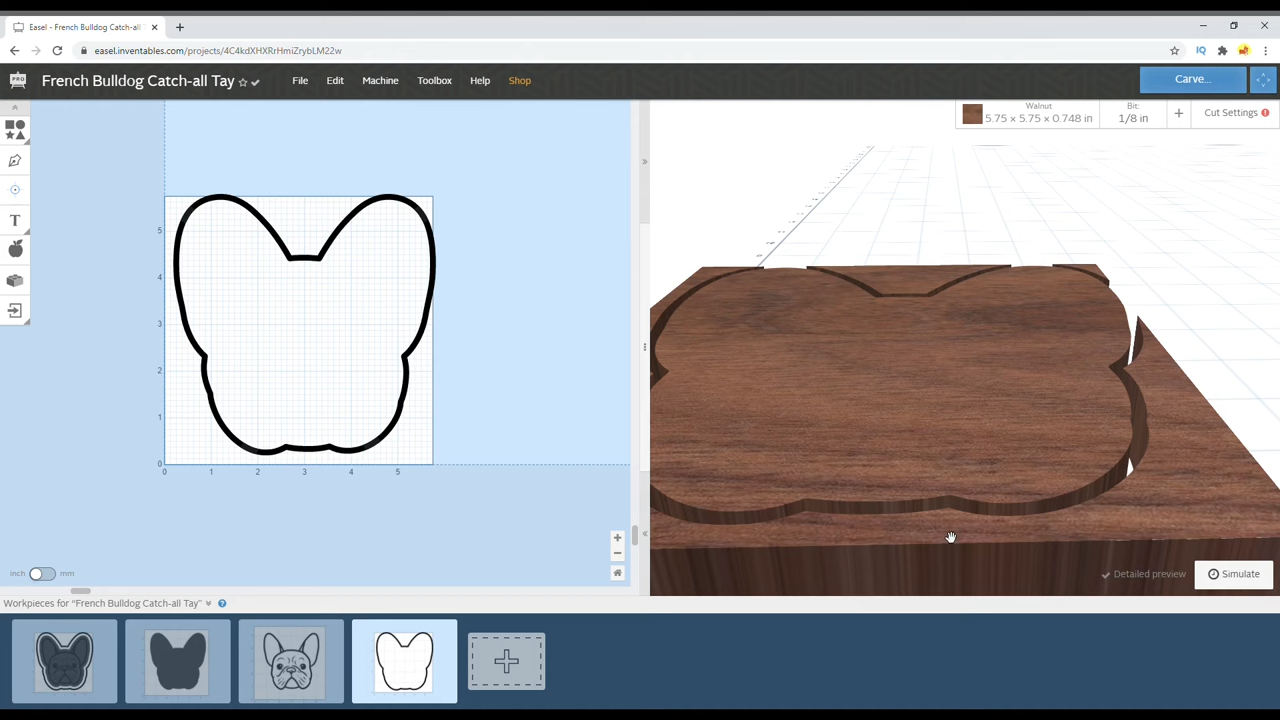 Easel - French Bulldog Catch-all T
easel.inventables.com/projects/4C4kdXHXRrHmiZrybLM22w
PRO
French Bulldog Catch-all Tay
File Edit Machine Toolbox Help Shop
Carve...
Walnut
5.75 × 5.75 × 0.748 in
Bit:
1/8 in
Cut Settings
T
5
4
3
2
1
0
0 1 2 3 4 5
inch mm
Detailed preview
Simulate
Workpieces for "French Bulldog Catch-all Tay"